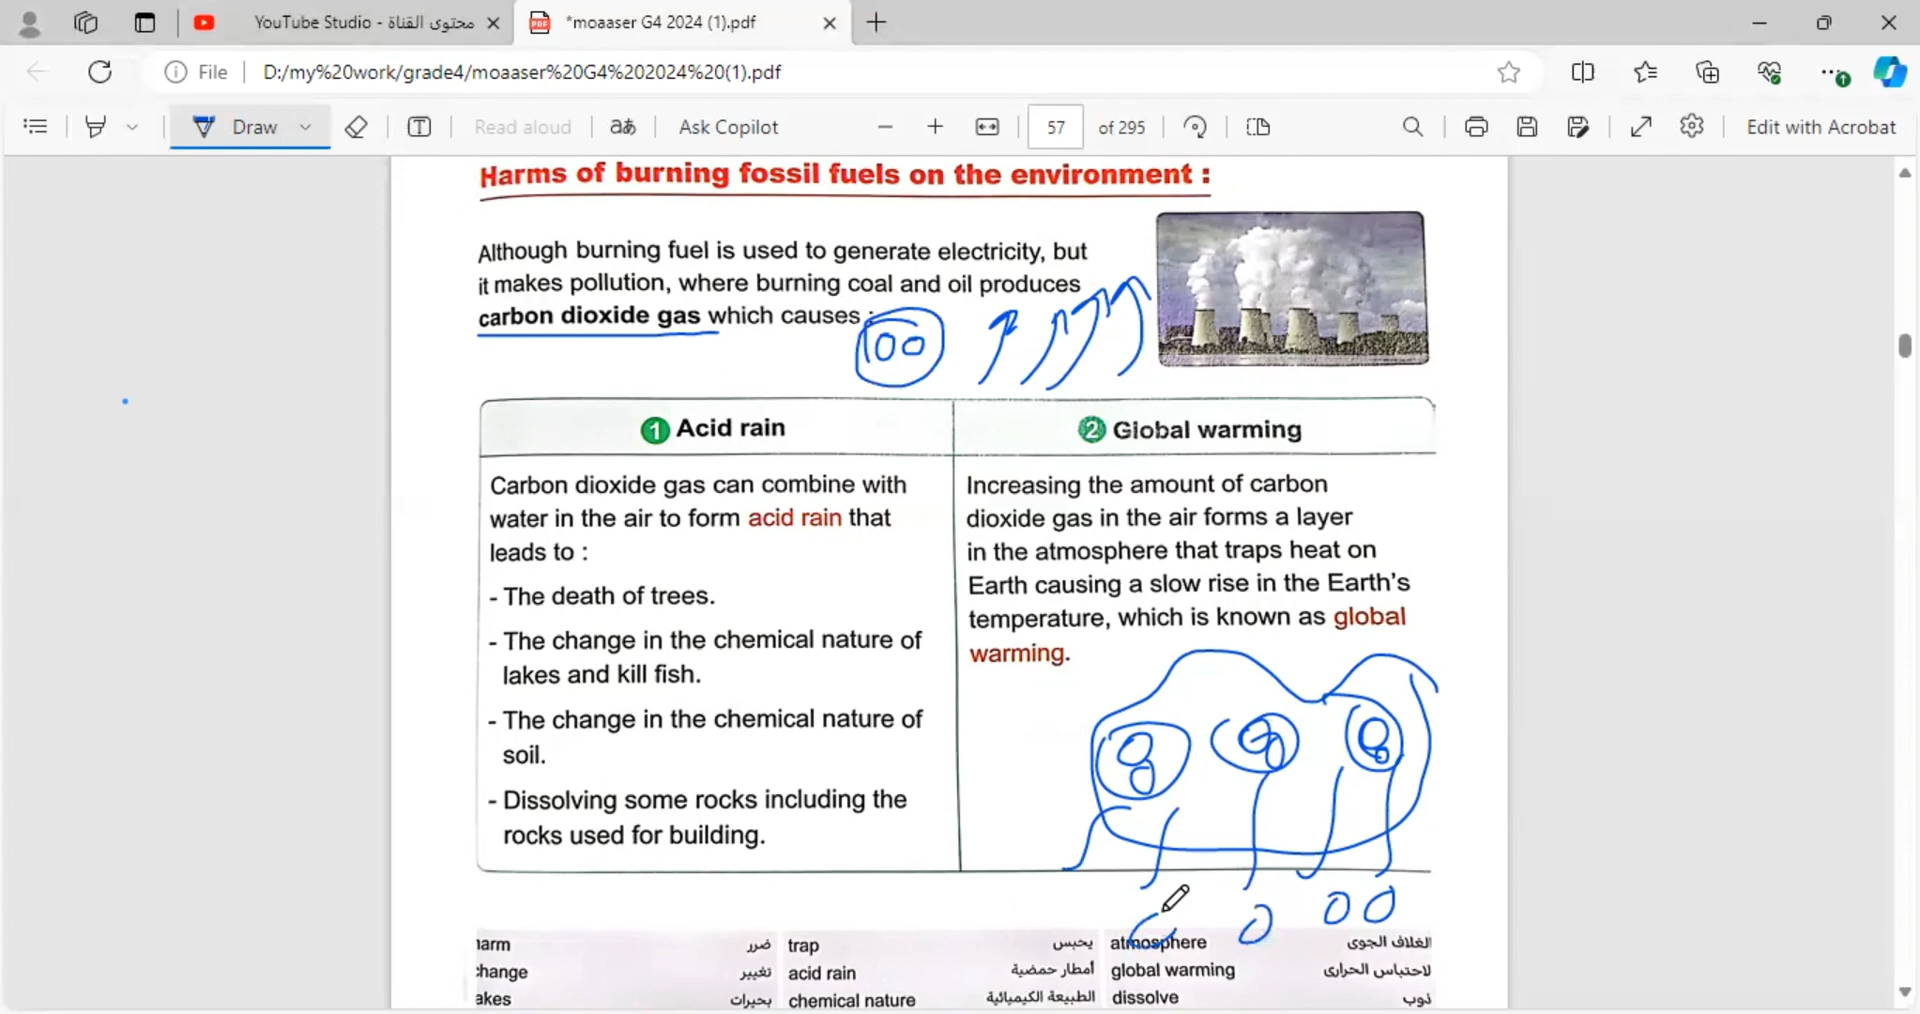 YouTube Studio - محتوى القناة
*moaaser G4 2024 (1).pdf
File
D:/my%20work/grade4/moaaser%20G4%202024%20(1).pdf
Draw
Read aloud
aあ
Ask Copilot
57
of 295
Edit with Acrobat
Harms of burning fossil fuels on the environment :
Although burning fuel is used to generate electricity, but
it makes pollution, where burning coal and oil produces
carbon dioxide gas which causes :
100
1 Acid rain
2 Global warming
Carbon dioxide gas can combine with
water in the air to form acid rain that
leads to :
- The death of trees.
- The change in the chemical nature of
lakes and kill fish.
- The change in the chemical nature of
soil.
- Dissolving some rocks including the
rocks used for building.
Increasing the amount of carbon
dioxide gas in the air forms a layer
in the atmosphere that traps heat on
Earth causing a slow rise in the Earth's
temperature, which is known as global
warming.
harm ضرر trap يحبس atmosphere الغلاف الجوى
change تغيير acid rain أمطار حمضية global warming لاحتباس الحرارى
akes بحيرات chemical nature الطبيعة الكيميائية dissolve ذوب